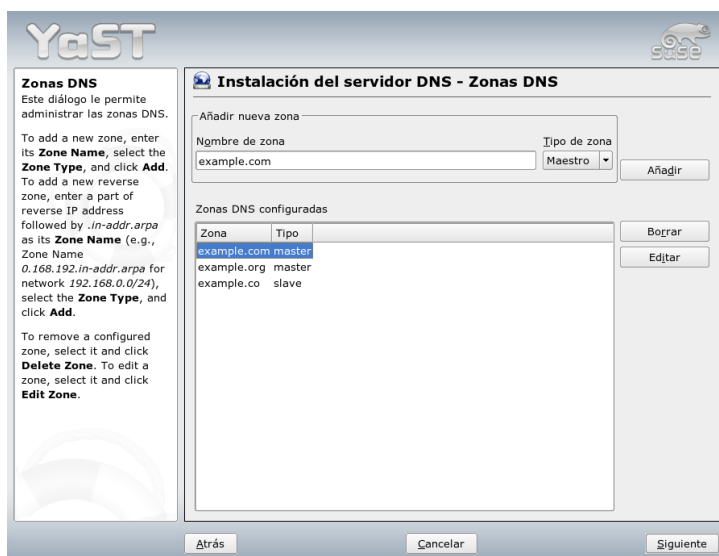 YaST
SUSE
Zonas DNS
Este diálogo le permite
administrar las zonas DNS.
To add a new zone, enter
its Zone Name, select the
Zone Type, and click Add.
To add a new reverse
zone, enter a part of
reverse IP address
followed by .in-addr.arpa
as its Zone Name (e.g.,
Zone Name
0.168.192.in-addr.arpa for
network 192.168.0.0/24),
select the Zone Type, and
click Add.
To remove a configured
zone, select it and click
Delete Zone. To edit a
zone, select it and click
Edit Zone.
Instalación del servidor DNS - Zonas DNS
Añadir nueva zona
Nombre de zona Tipo de zona
example.com Maestro Añadir
Zonas DNS configuradas
Zona Tipo Borrar
example.com master Editar
example.org master
example.co slave
Atrás Cancelar Siguiente